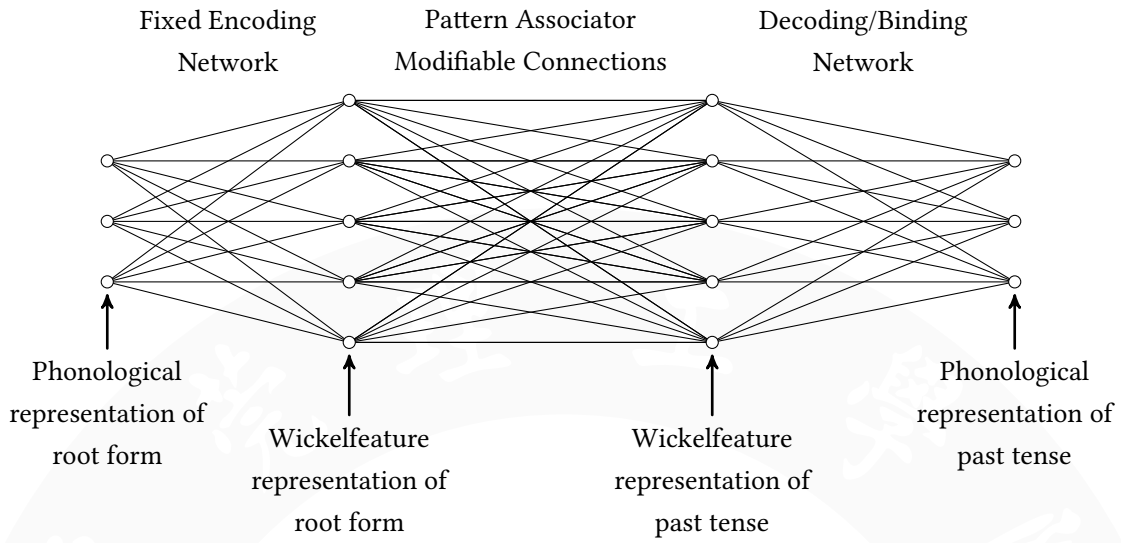 Fixed Encoding
Network
Pattern Associator
Modifiable Connections
Decoding/Binding
Network
Phonological
representation of
root form
Wickelfeature
representation of
root form
Wickelfeature
representation of
past tense
Phonological
representation of
past tense